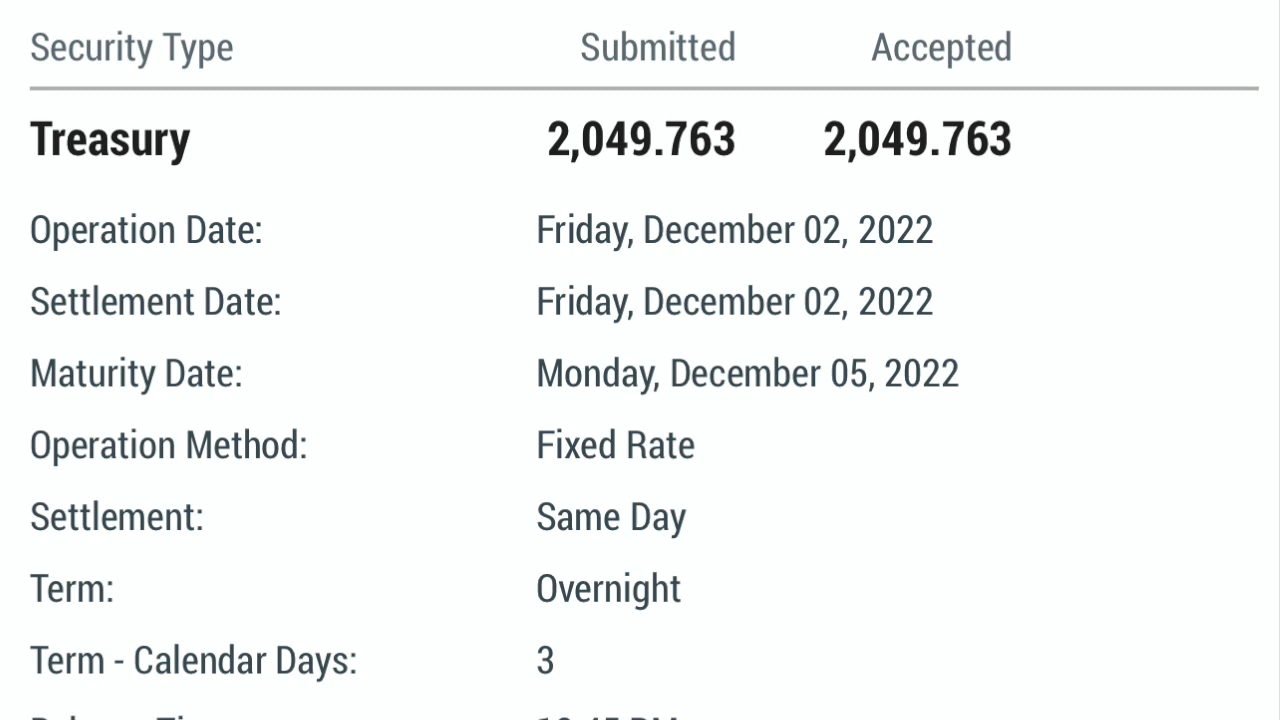 Security Type Submitted Accepted
Treasury 2,049.763 2,049.763
Operation Date: Friday, December 02, 2022
Settlement Date: Friday, December 02, 2022
Maturity Date: Monday, December 05, 2022
Operation Method: Fixed Rate
Settlement: Same Day
Term: Overnight
Term - Calendar Days: 3